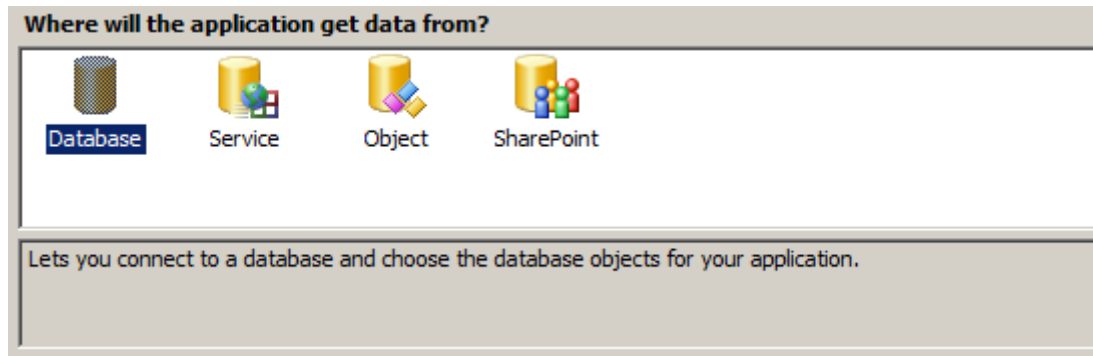 Where will the application get data from?
Database Service Object SharePoint
Lets you connect to a database and choose the database objects for your application.